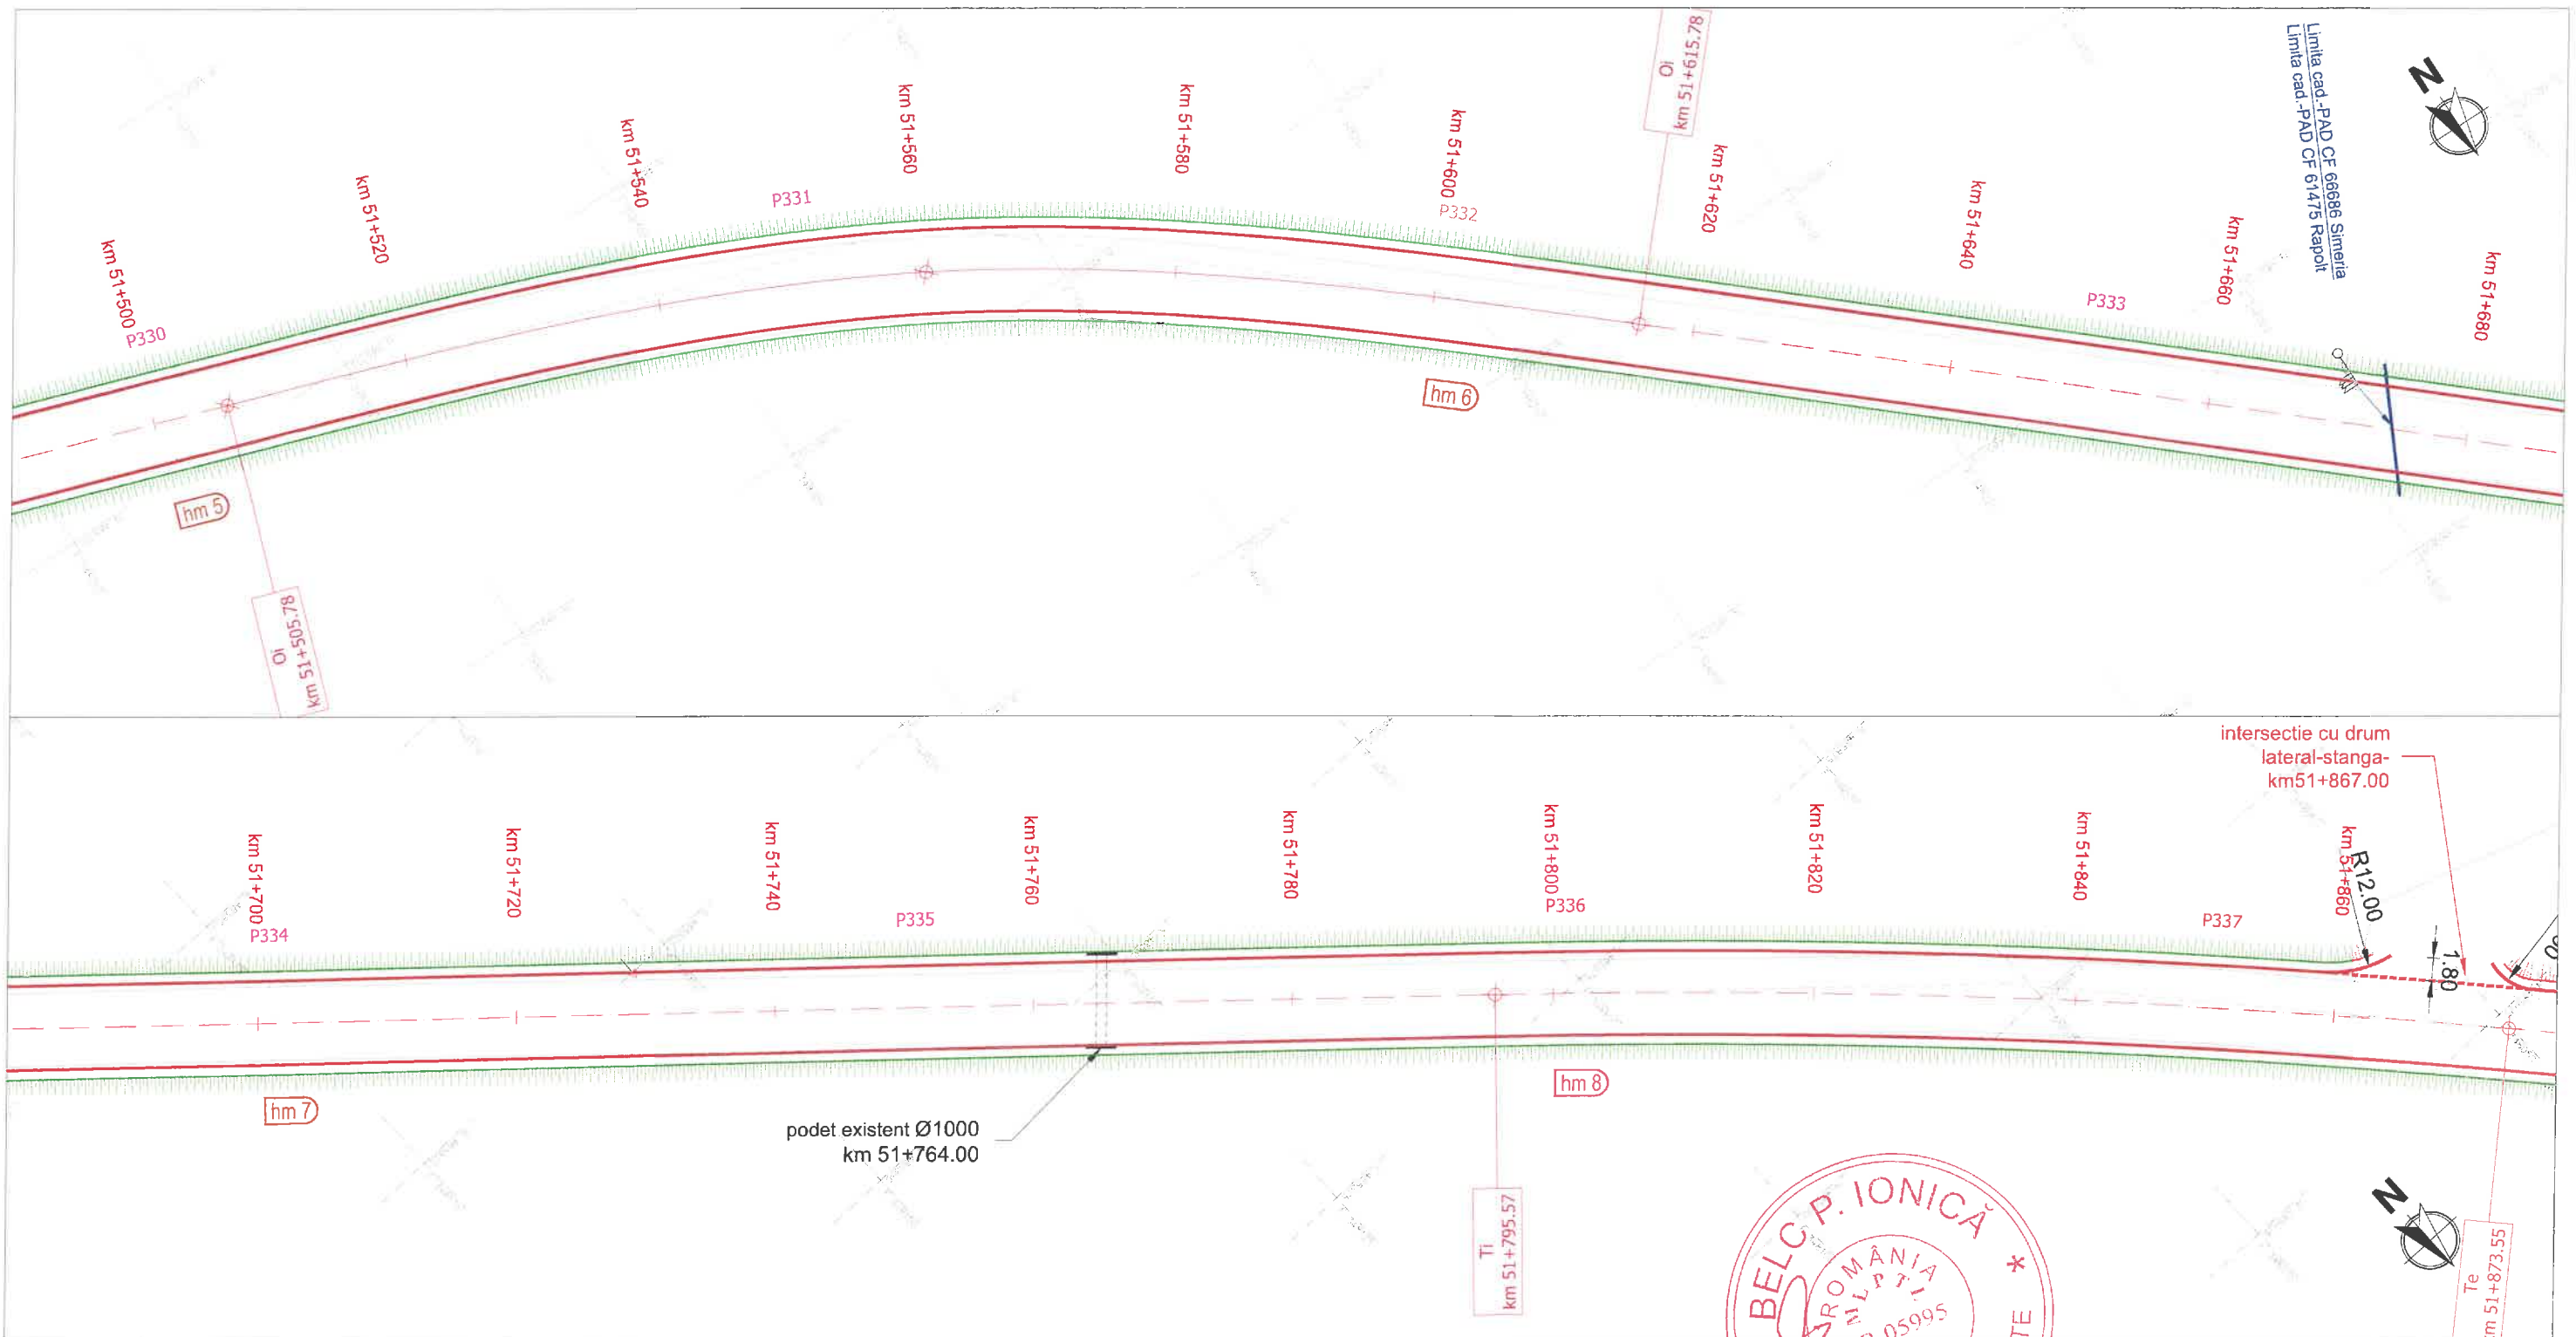 km 51+500
P330
km 51+520
km 51+540
P331
km 51+560
km 51+580
km 51+600
P332
Oi
km 51+615.78
km 51+620
km 51+640
P333
km 51+660
Limita cad.-PAD CF 66686 Simeria
Limita cad.-PAD CF 61475 Rapolt
km 51+680
N
hm 5
hm 6
Oi
km 51+505.78
intersectie cu drum
lateral-stanga-
km51+867.00
km 51+700
P334
km 51+720
km 51+740
P335
km 51+760
km 51+780
km 51+800
P336
km 51+820
km 51+840
P337
km 51+860
R12.00
1.80
hm 7
hm 8
podet existent Ø1000
km 51+764.00
Ti
km 51+795.57
N
Te
km 51+873.55
BELC P. IONICĂ *
ROMÂNIA
MLPTL
05995